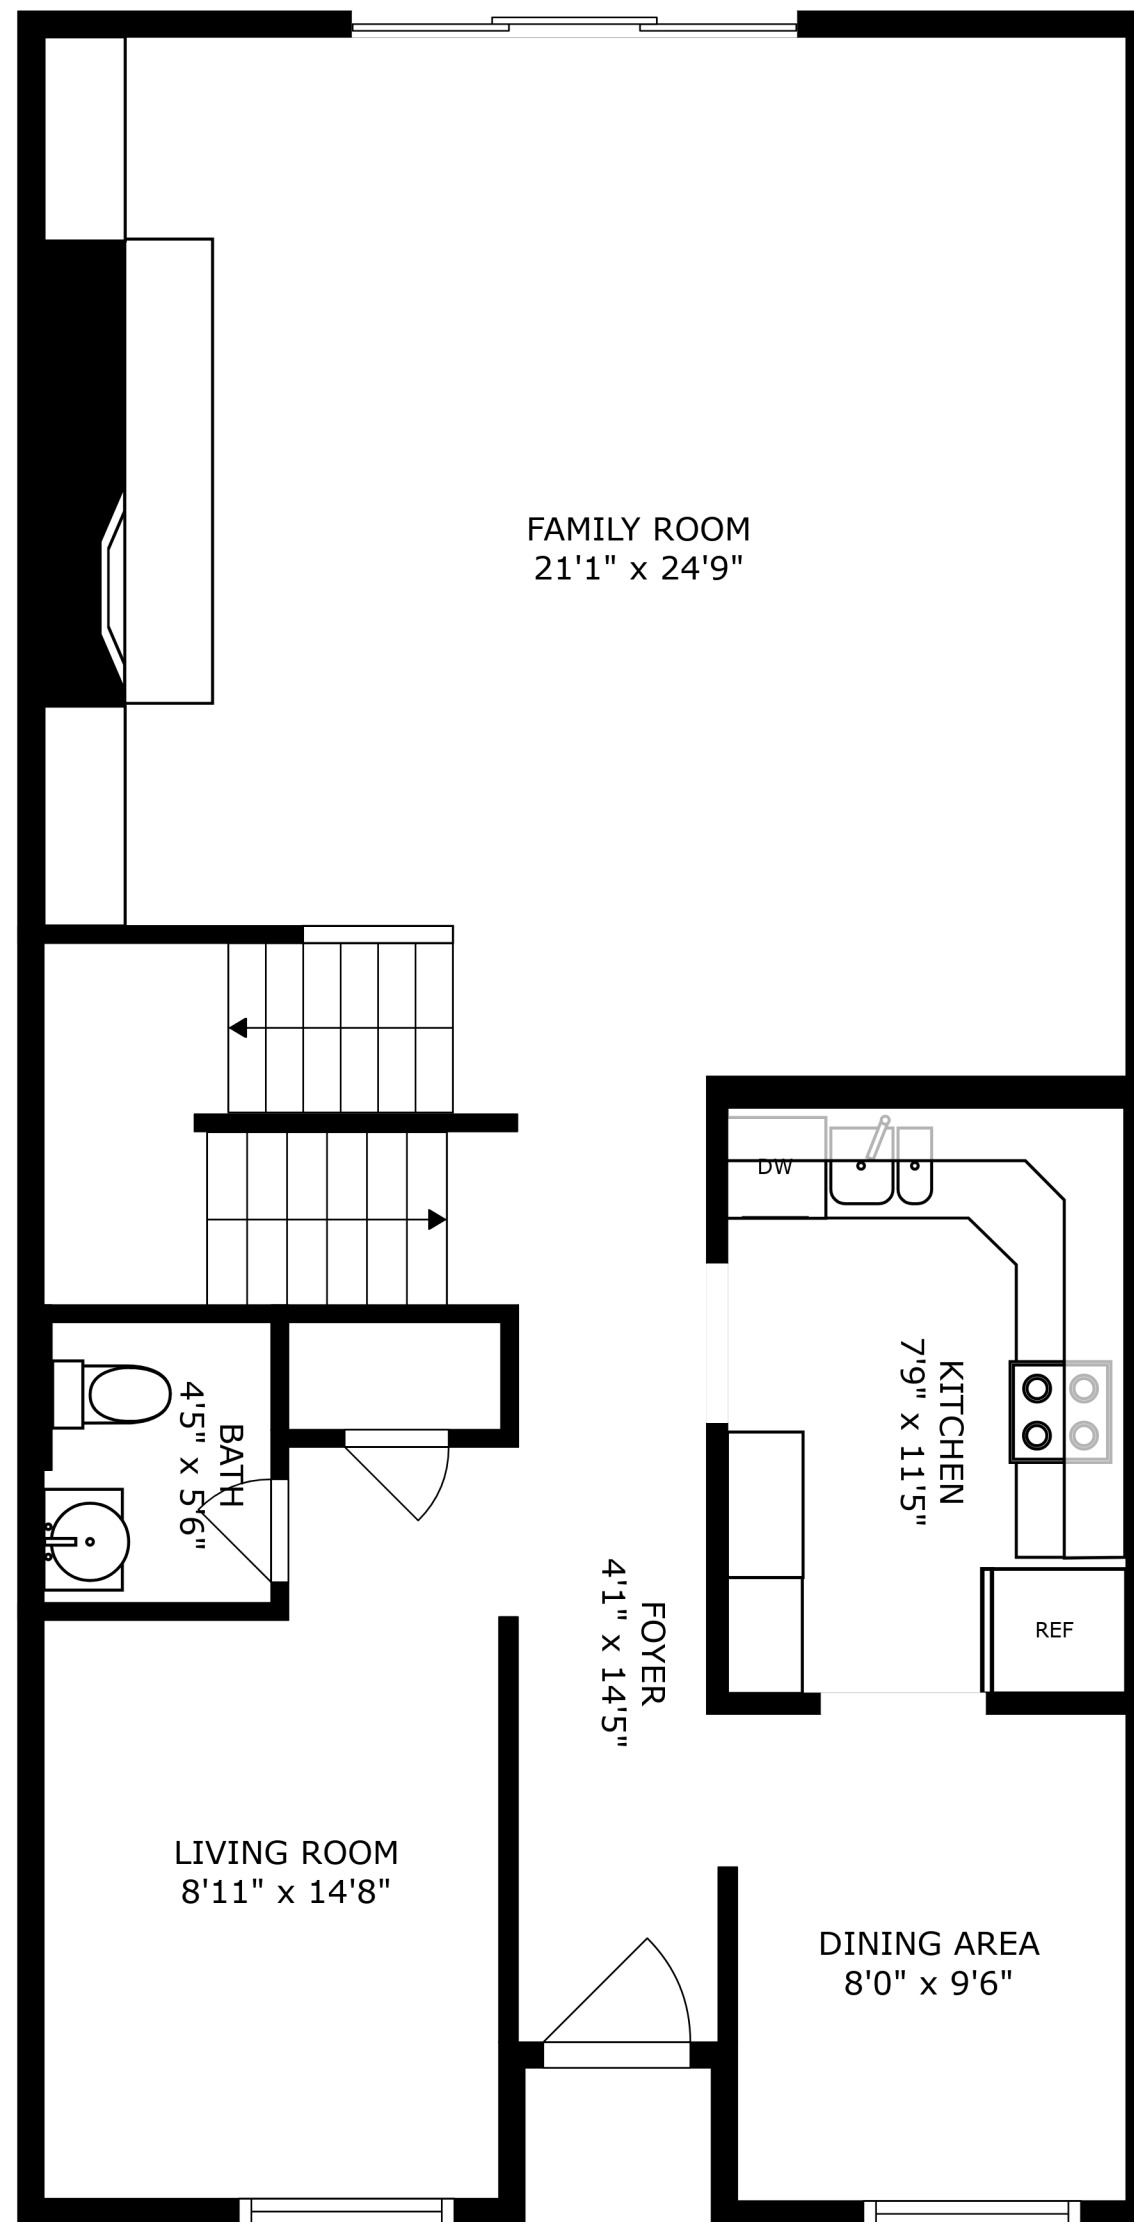 FAMILY ROOM
21'1" x 24'9"
DW
KITCHEN
7'9" x 11'5"
BATH
4'5" x 5'6"
FOYER
4'1" x 14'5"
REF
LIVING ROOM
8'11" x 14'8"
DINING AREA
8'0" x 9'6"